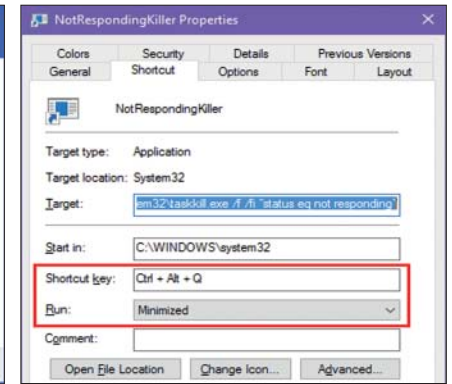 NotRespondingKiller Properties
Colors Security Details Previous Versions
General Shortcut Options Font Layout
NotRespondingKiller
Target type: Application
Target location: System32
Target: em32\taskkill.exe /f /fi "status eq not responding"
Start in: C:\WINDOWS\system32
Shortcut key: Ctrl + Alt + Q
Run: Minimized
Comment:
Open File Location Change Icon... Advanced...